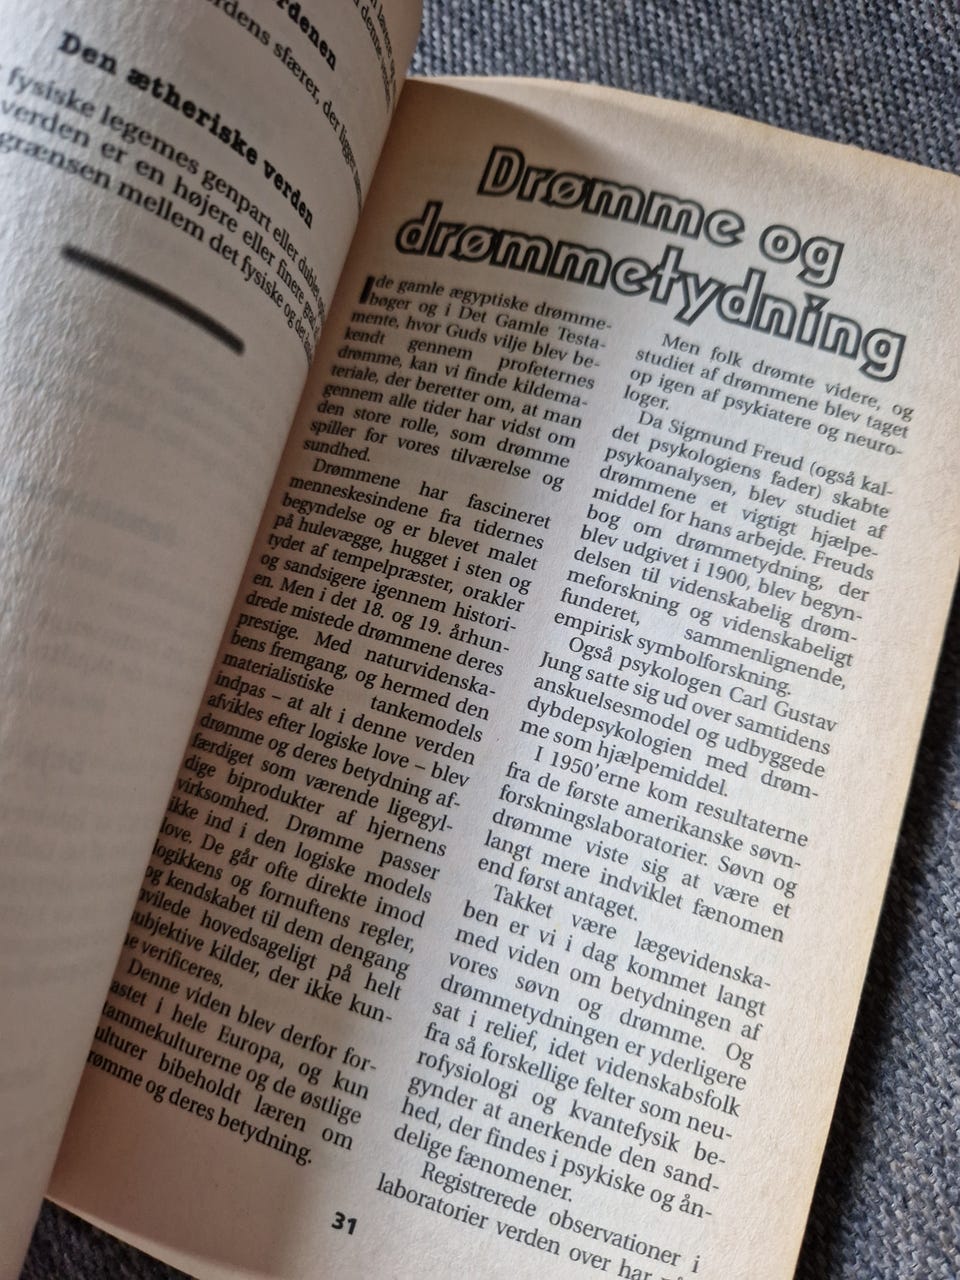 rdenen
rdens sfærer, der ligger
Den ætheriske verden
fysiske legemes genpart eller dublet
verden er en højere eller finere grad
grænsen mellem det fysiske og det
Drømme og
drømmetydning
I de gamle ægyptiske drømme-
bøger og i Det Gamle Testa-
mente, hvor Guds vilje blev be-
kendt gennem profeternes
drømme, kan vi finde kildema-
teriale, der beretter om, at man
gennem alle tider har vidst om
den store rolle, som drømme
spiller for vores tilværelse og
sundhed.
Drømmene har fascineret
menneskesindene fra tidernes
begyndelse og er blevet malet
på hulevægge, hugget i sten og
tydet af tempelpræster, orakler
og sandsigere igennem histori-
en. Men i det 18. og 19. århun-
drede mistede drømmene deres
prestige. Med naturvidenska-
bens fremgang, og hermed den
materialistiske tankemodels
indpas – at alt i denne verden
afvikles efter logiske love – blev
drømme og deres betydning af-
færdiget som værende ligegyl-
dige biprodukter af hjernens
virksomhed. Drømme passer
ikke ind i den logiske models
love. De går ofte direkte imod
logikkens og fornuftens regler,
og kendskabet til dem dengang
hvilede hovedsageligt på helt
subjektive kilder, der ikke kun-
ne verificeres.
Denne viden blev derfor for-
kastet i hele Europa, og kun
stammekulturerne og de østlige
kulturer bibeholdt læren om
drømme og deres betydning.
Men folk drømte videre, og
studiet af drømmene blev taget
op igen af psykiatere og neuro-
loger.
Da Sigmund Freud (også kal-
det psykologiens fader) skabte
psykoanalysen, blev studiet af
drømmene et vigtigt hjælpe-
middel for hans arbejde. Freuds
bog om drømmetydning, der
blev udgivet i 1900, blev begyn-
delsen til videnskabelig drøm-
meforskning og videnskabeligt
funderet, sammenlignende,
empirisk symbolforskning.
Også psykologen Carl Gustav
Jung satte sig ud over samtidens
anskuelsesmodel og udbyggede
dybdepsykologien med drøm-
me som hjælpemiddel.
I 1950'erne kom resultaterne
fra de første amerikanske søvn-
forskningslaboratorier. Søvn og
drømme viste sig at være et
langt mere indviklet fænomen
end først antaget.
Takket være lægevidenska-
ben er vi i dag kommet langt
med viden om betydningen af
vores søvn og drømme. Og
drømmetydningen er yderligere
sat i relief, idet videnskabsfolk
fra så forskellige felter som neu-
rofysiologi og kvantefysik be-
gynder at anerkende den sand-
hed, der findes i psykiske og ån-
delige fænomener.
Registrerede observationer i
laboratorier verden over har
31